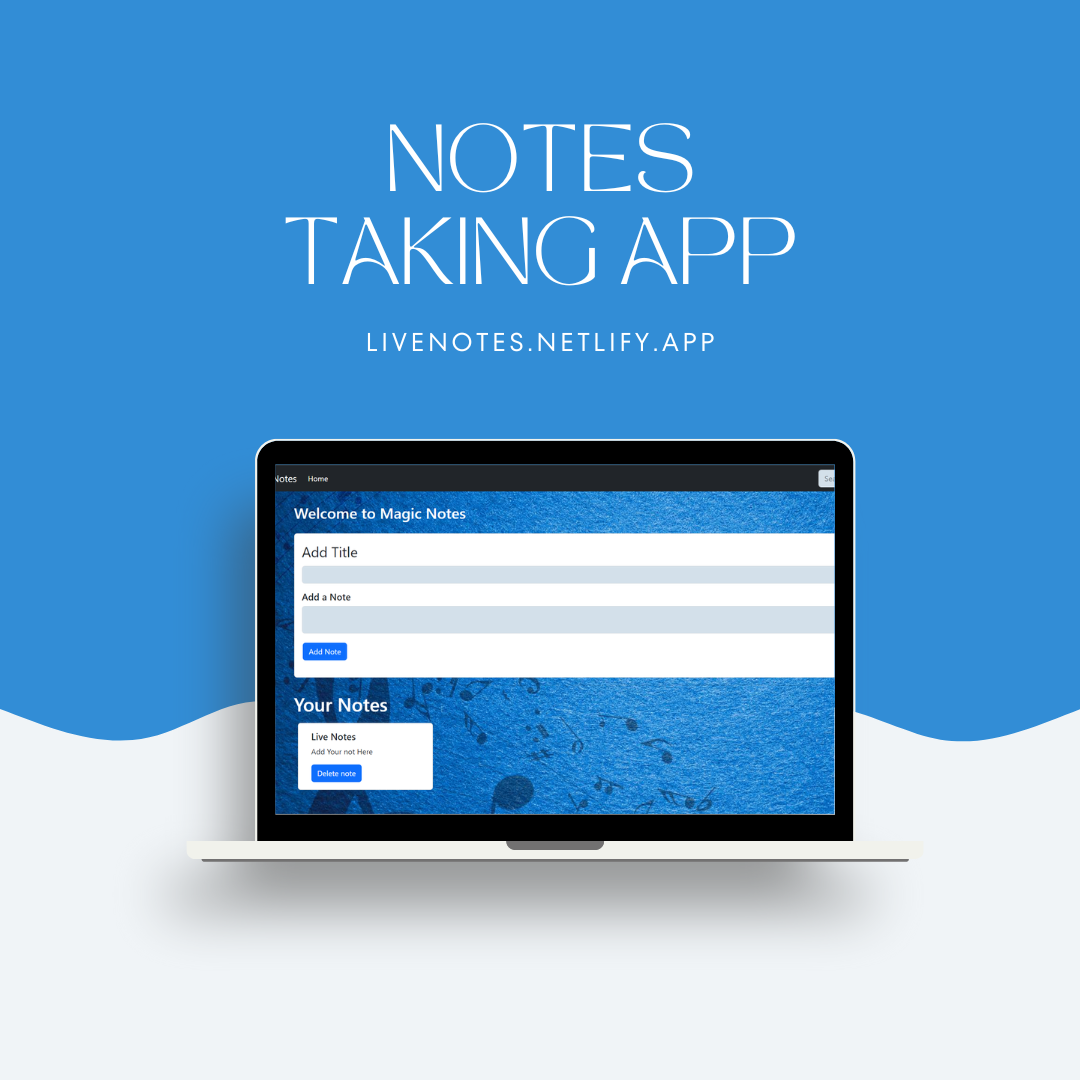 NOTES
TAKING APP
LIVENOTES.NETLIFY.APP
Notes Home
Welcome to Magic Notes
Add Title
Add a Note
Add Note
Your Notes
Live Notes
Add Your not Here
Delete note